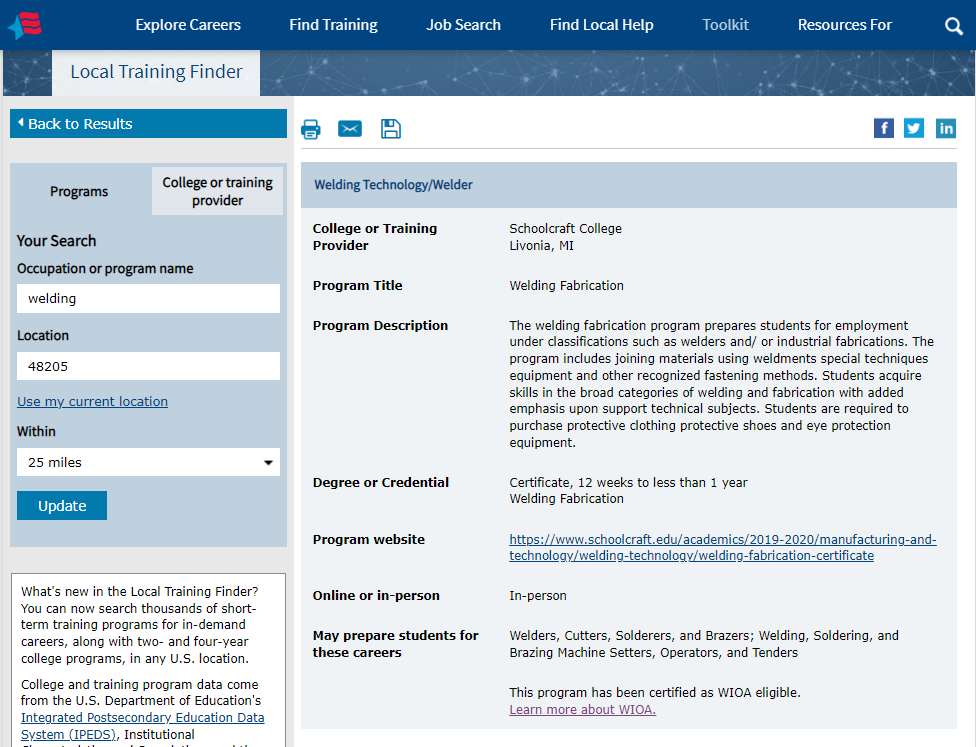 Explore Careers
Find Training
Job Search
Find Local Help
Toolkit
Resources For
Local Training Finder
Back to Results
Programs
College or training
provider
Your Search
Occupation or program name
welding
Location
48205
Use my current location
Within
25 miles
Update
What's new in the Local Training Finder?
You can now search thousands of short-
term training programs for in-demand
careers, along with two- and four-year
college programs, in any U.S. location.
College and training program data come
from the U.S. Department of Education's
Integrated Postsecondary Education Data
System (IPEDS), Institutional
f
in
Welding Technology/Welder
College or Training
Provider
Schoolcraft College
Livonia, MI
Program Title
Welding Fabrication
Program Description
The welding fabrication program prepares students for employment
under classifications such as welders and/ or industrial fabrications. The
program includes joining materials using weldments special techniques
equipment and other recognized fastening methods. Students acquire
skills in the broad categories of welding and fabrication with added
emphasis upon support technical subjects. Students are required to
purchase protective clothing protective shoes and eye protection
equipment.
Degree or Credential
Certificate, 12 weeks to less than 1 year
Welding Fabrication
Program website
https://www.schoolcraft.edu/academics/2019-2020/manufacturing-and-
technology/welding-technology/welding-fabrication-certificate
Online or in-person
In-person
May prepare students for
these careers
Welders, Cutters, Solderers, and Brazers; Welding, Soldering, and
Brazing Machine Setters, Operators, and Tenders
This program has been certified as WIOA eligible.
Learn more about WIOA.